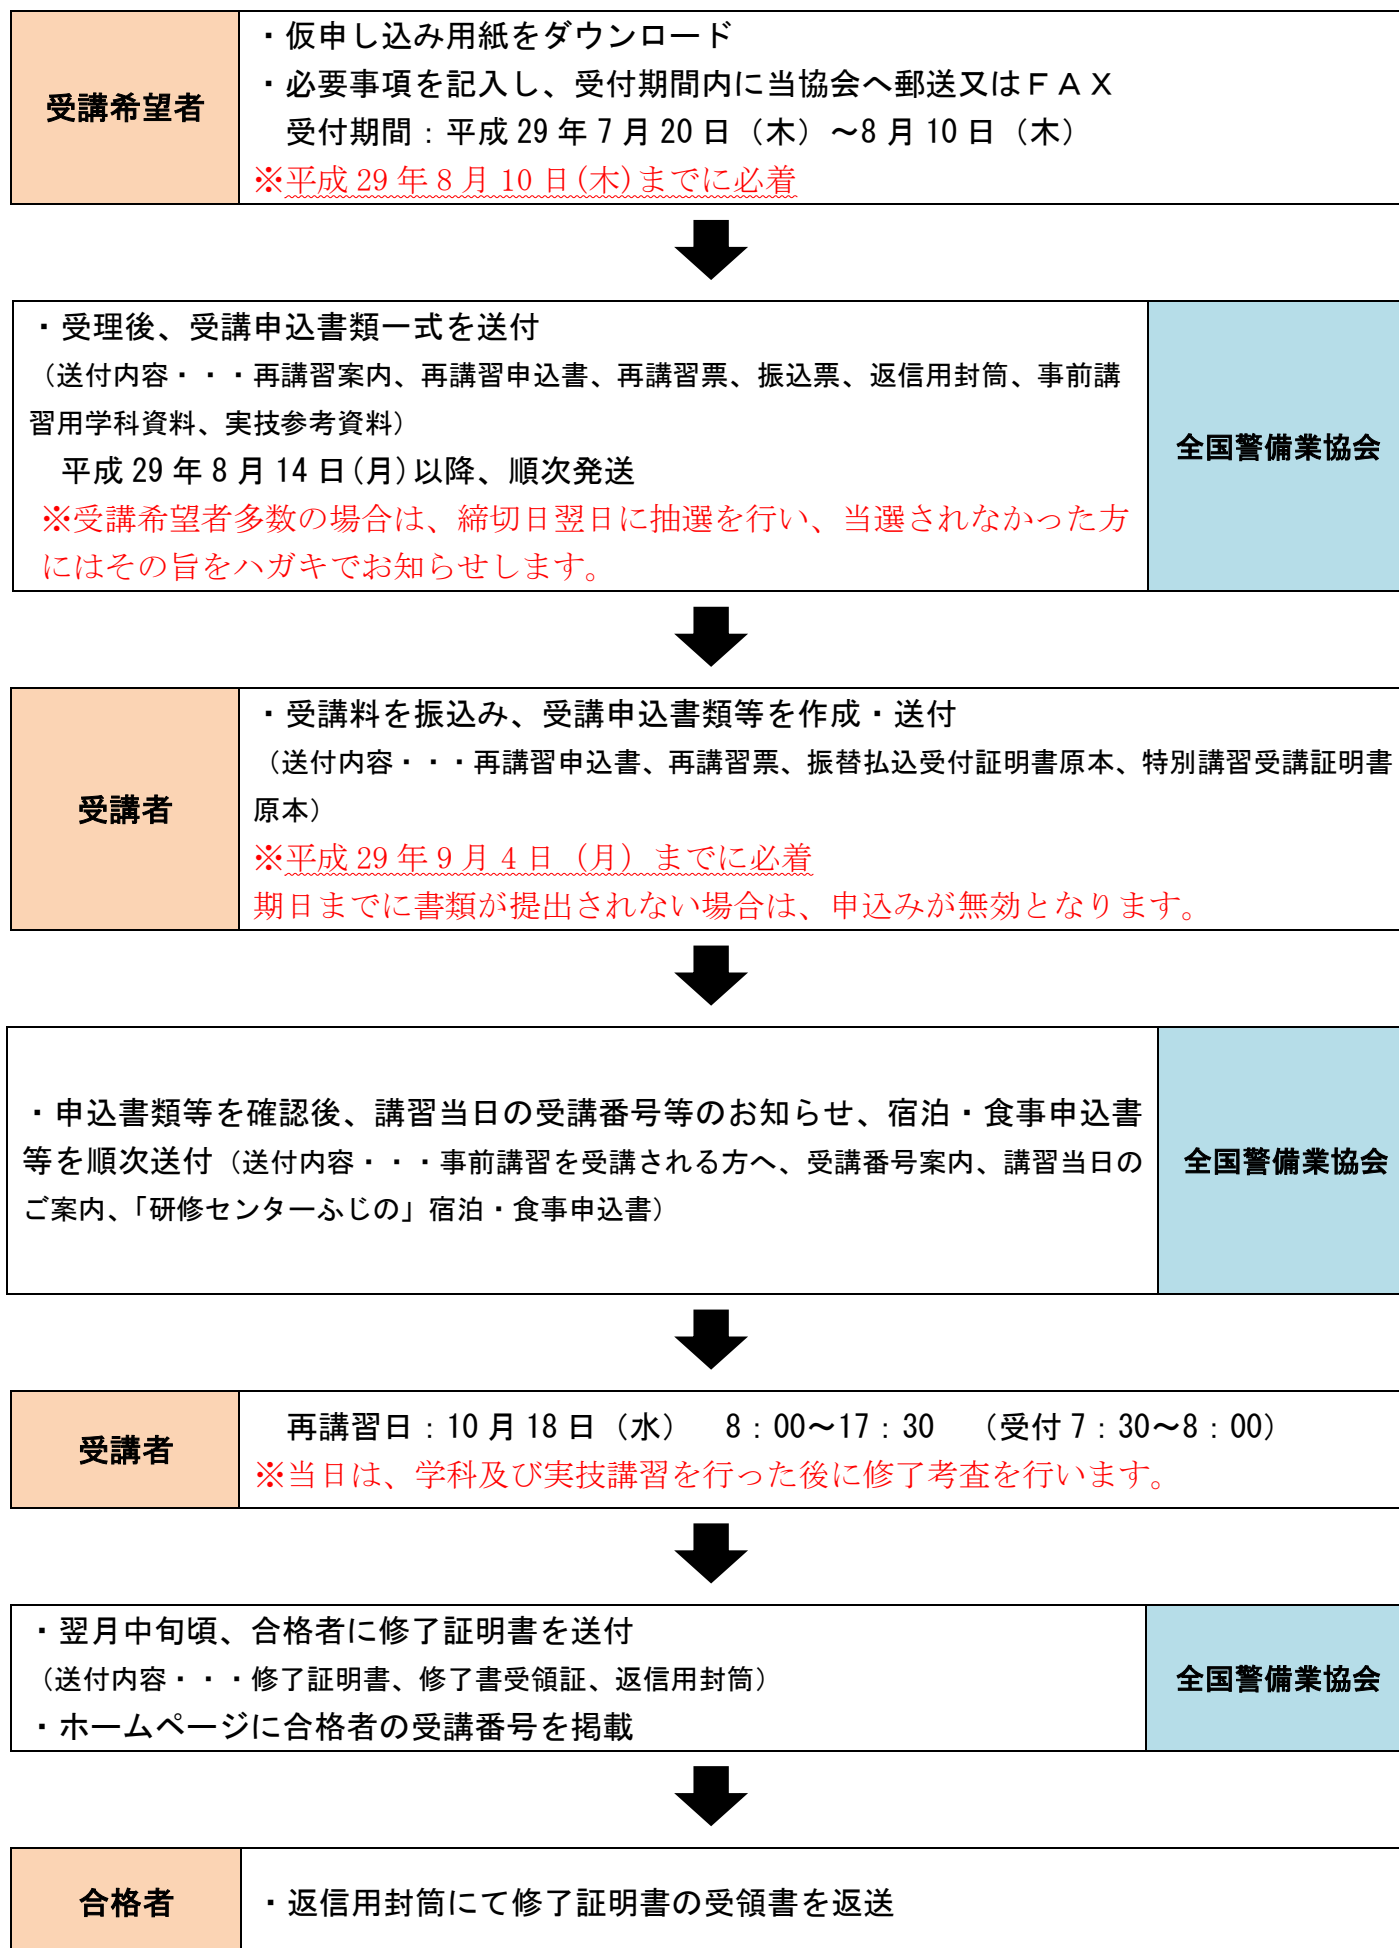 受講希望者
・仮申し込み用紙をダウンロード
・必要事項を記入し、受付期間内に当協会へ郵送又はＦＡＸ
受付期間：平成 29 年 7 月 20 日（木）～8 月 10 日（木）
※平成 29 年 8 月 10 日(木)までに必着
・受理後、受講申込書類一式を送付
（送付内容・・・再講習案内、再講習申込書、再講習票、振込票、返信用封筒、事前講
習用学科資料、実技参考資料）
平成 29 年 8 月 14 日(月)以降、順次発送
※受講希望者多数の場合は、締切日翌日に抽選を行い、当選されなかった方
にはその旨をハガキでお知らせします。
全国警備業協会
受講者
・受講料を振込み、受講申込書類等を作成・送付
（送付内容・・・再講習申込書、再講習票、振替払込受付証明書原本、特別講習受講証明書
原本）
※平成 29 年 9 月 4 日（月）までに必着
期日までに書類が提出されない場合は、申込みが無効となります。
・申込書類等を確認後、講習当日の受講番号等のお知らせ、宿泊・食事申込書
等を順次送付（送付内容・・・事前講習を受講される方へ、受講番号案内、講習当日の
ご案内、「研修センターふじの」宿泊・食事申込書）
全国警備業協会
受講者
再講習日：10 月 18 日（水）　8：00～17：30　（受付 7：30～8：00）
※当日は、学科及び実技講習を行った後に修了考査を行います。
・翌月中旬頃、合格者に修了証明書を送付
（送付内容・・・修了証明書、修了書受領証、返信用封筒）
・ホームページに合格者の受講番号を掲載
全国警備業協会
合格者
・返信用封筒にて修了証明書の受領書を返送